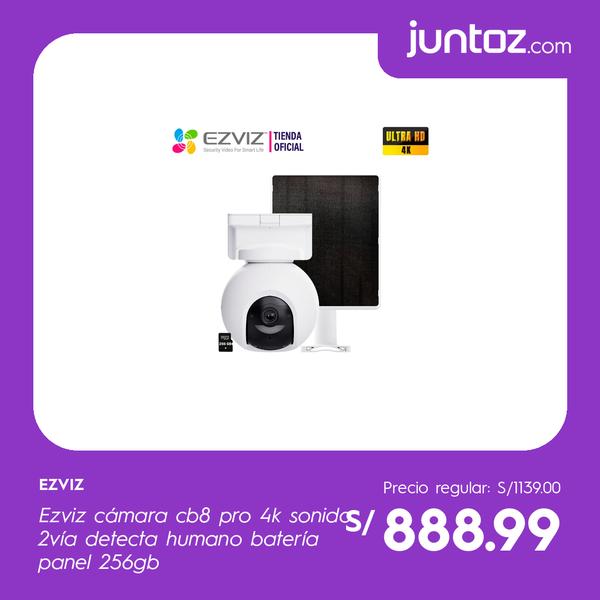 juntoz.com
EZVIZ
Security Video For Smart Life
TIENDA
OFICIAL
ULTRA HD
4K
EZVIZ
Ezviz cámara cb8 pro 4k sonido
2vía detecta humano batería
panel 256gb
Precio regular: S/1139.00
S/ 888.99